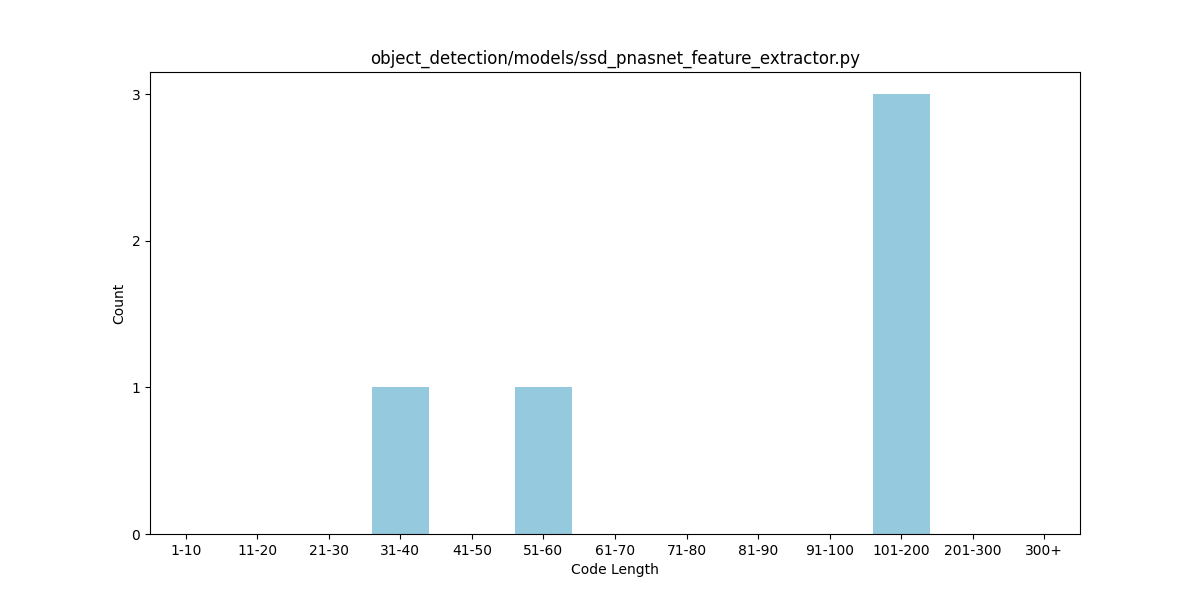 object_detection/models/ssd_pnasnet_feature_extractor.py
3
2
1
0
Count
1-10 11-20 21-30 31-40 41-50 51-60 61-70 71-80 81-90 91-100 101-200 201-300 300+
Code Length